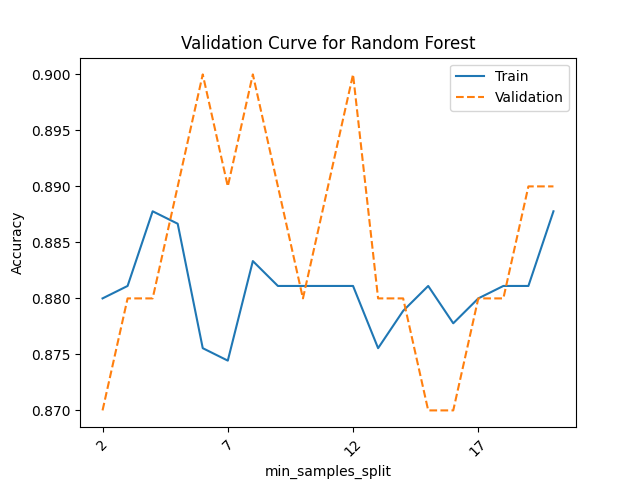 Validation Curve for Random Forest
Train
Validation
0.900
0.895
0.890
0.885
0.880
0.875
0.870
Accuracy
2
7
12
17
min_samples_split